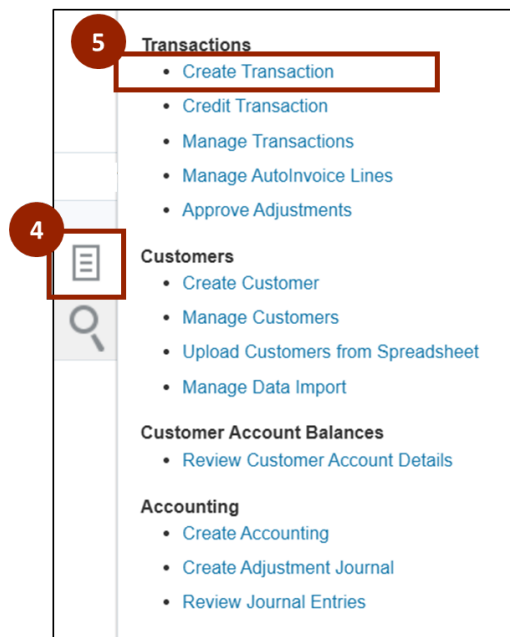 5
Transactions
• Create Transaction
• Credit Transaction
• Manage Transactions
• Manage AutoInvoice Lines
• Approve Adjustments
4
Customers
• Create Customer
• Manage Customers
• Upload Customers from Spreadsheet
• Manage Data Import
Customer Account Balances
• Review Customer Account Details
Accounting
• Create Accounting
• Create Adjustment Journal
• Review Journal Entries